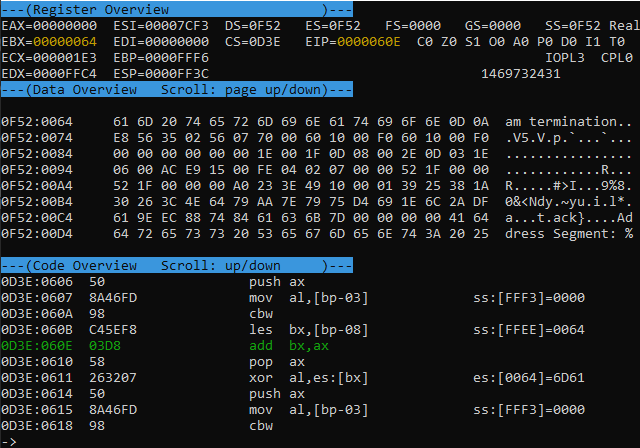 ---(Register Overview                   )---
EAX=00000000  ESI=00007CF3  DS=0F52   ES=0F52   FS=0000   GS=0000   SS=0F52 Real
EBX=00000064  EDI=00000000  CS=0D3E   EIP=0000060E  C0 Z0 S1 O0 A0 P0 D0 I1 T0
ECX=000001E3  EBP=0000FFF6                                          IOPL3  CPL0
EDX=0000FFC4  ESP=0000FF3C                                  1469732431
---(Data Overview   Scroll: page up/down)---
0F52:0064     61 6D 20 74 65 72 6D 69 6E 61 74 69 6F 6E 0D 0A  am termination..
0F52:0074     E8 56 35 02 56 07 70 00 60 10 00 F0 60 10 00 F0  .V5.V.p.`...`...
0F52:0084     00 00 00 00 00 00 1E 00 1F 0D 08 00 2E 0D 03 1E  ................
0F52:0094     06 00 AC E9 15 00 FE 04 02 07 00 00 52 1F 00 00  ............R...
0F52:00A4     52 1F 00 00 00 A0 23 3E 49 10 00 01 39 25 38 1A  R.....#>I...9%8.
0F52:00B4     30 26 3C 4E 64 79 AA 7E 79 75 D4 69 1E 6C 2A DF  0&<Ndy.~yu.i.l*.
0F52:00C4     61 9E EC 88 74 84 61 63 6B 7D 00 00 00 00 41 64  a...t.ack}....Ad
0F52:00D4     64 72 65 73 73 20 53 65 67 6D 65 6E 74 3A 20 25  dress Segment: %
---(Code Overview   Scroll: up/down     )---
0D3E:0606  50                  push ax
0D3E:0607  8A46FD              mov  al,[bp-03]             ss:[FFF3]=0000
0D3E:060A  98                  cbw
0D3E:060B  C45EF8              les  bx,[bp-08]             ss:[FFEE]=0064
0D3E:060E  03D8                add  bx,ax
0D3E:0610  58                  pop  ax
0D3E:0611  263207              xor  al,es:[bx]             es:[0064]=6D61
0D3E:0614  50                  push ax
0D3E:0615  8A46FD              mov  al,[bp-03]             ss:[FFF3]=0000
0D3E:0618  98                  cbw
->